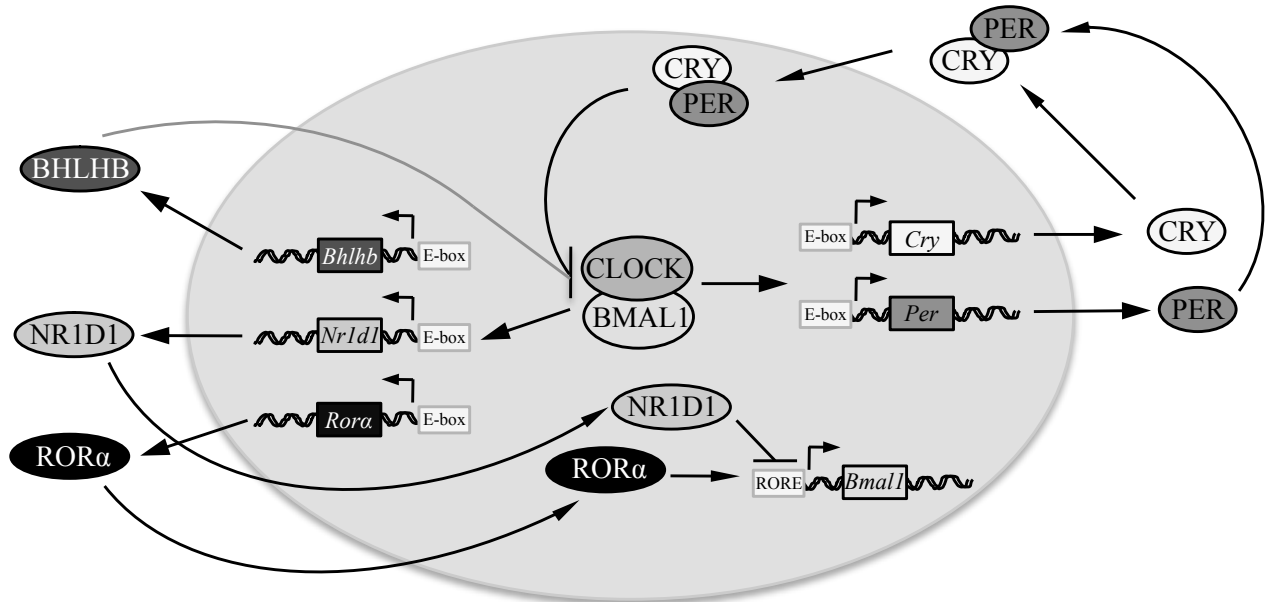 PER
CRY
CRY
PER
BHLHB
CRY
E-box
Cry
Bhlhb
E-box
CLOCK
BMAL1
E-box
Per
PER
NR1D1
Nr1d1
E-box
NR1D1
Rorα
E-box
RORα
RORα
RORE
Bmal1